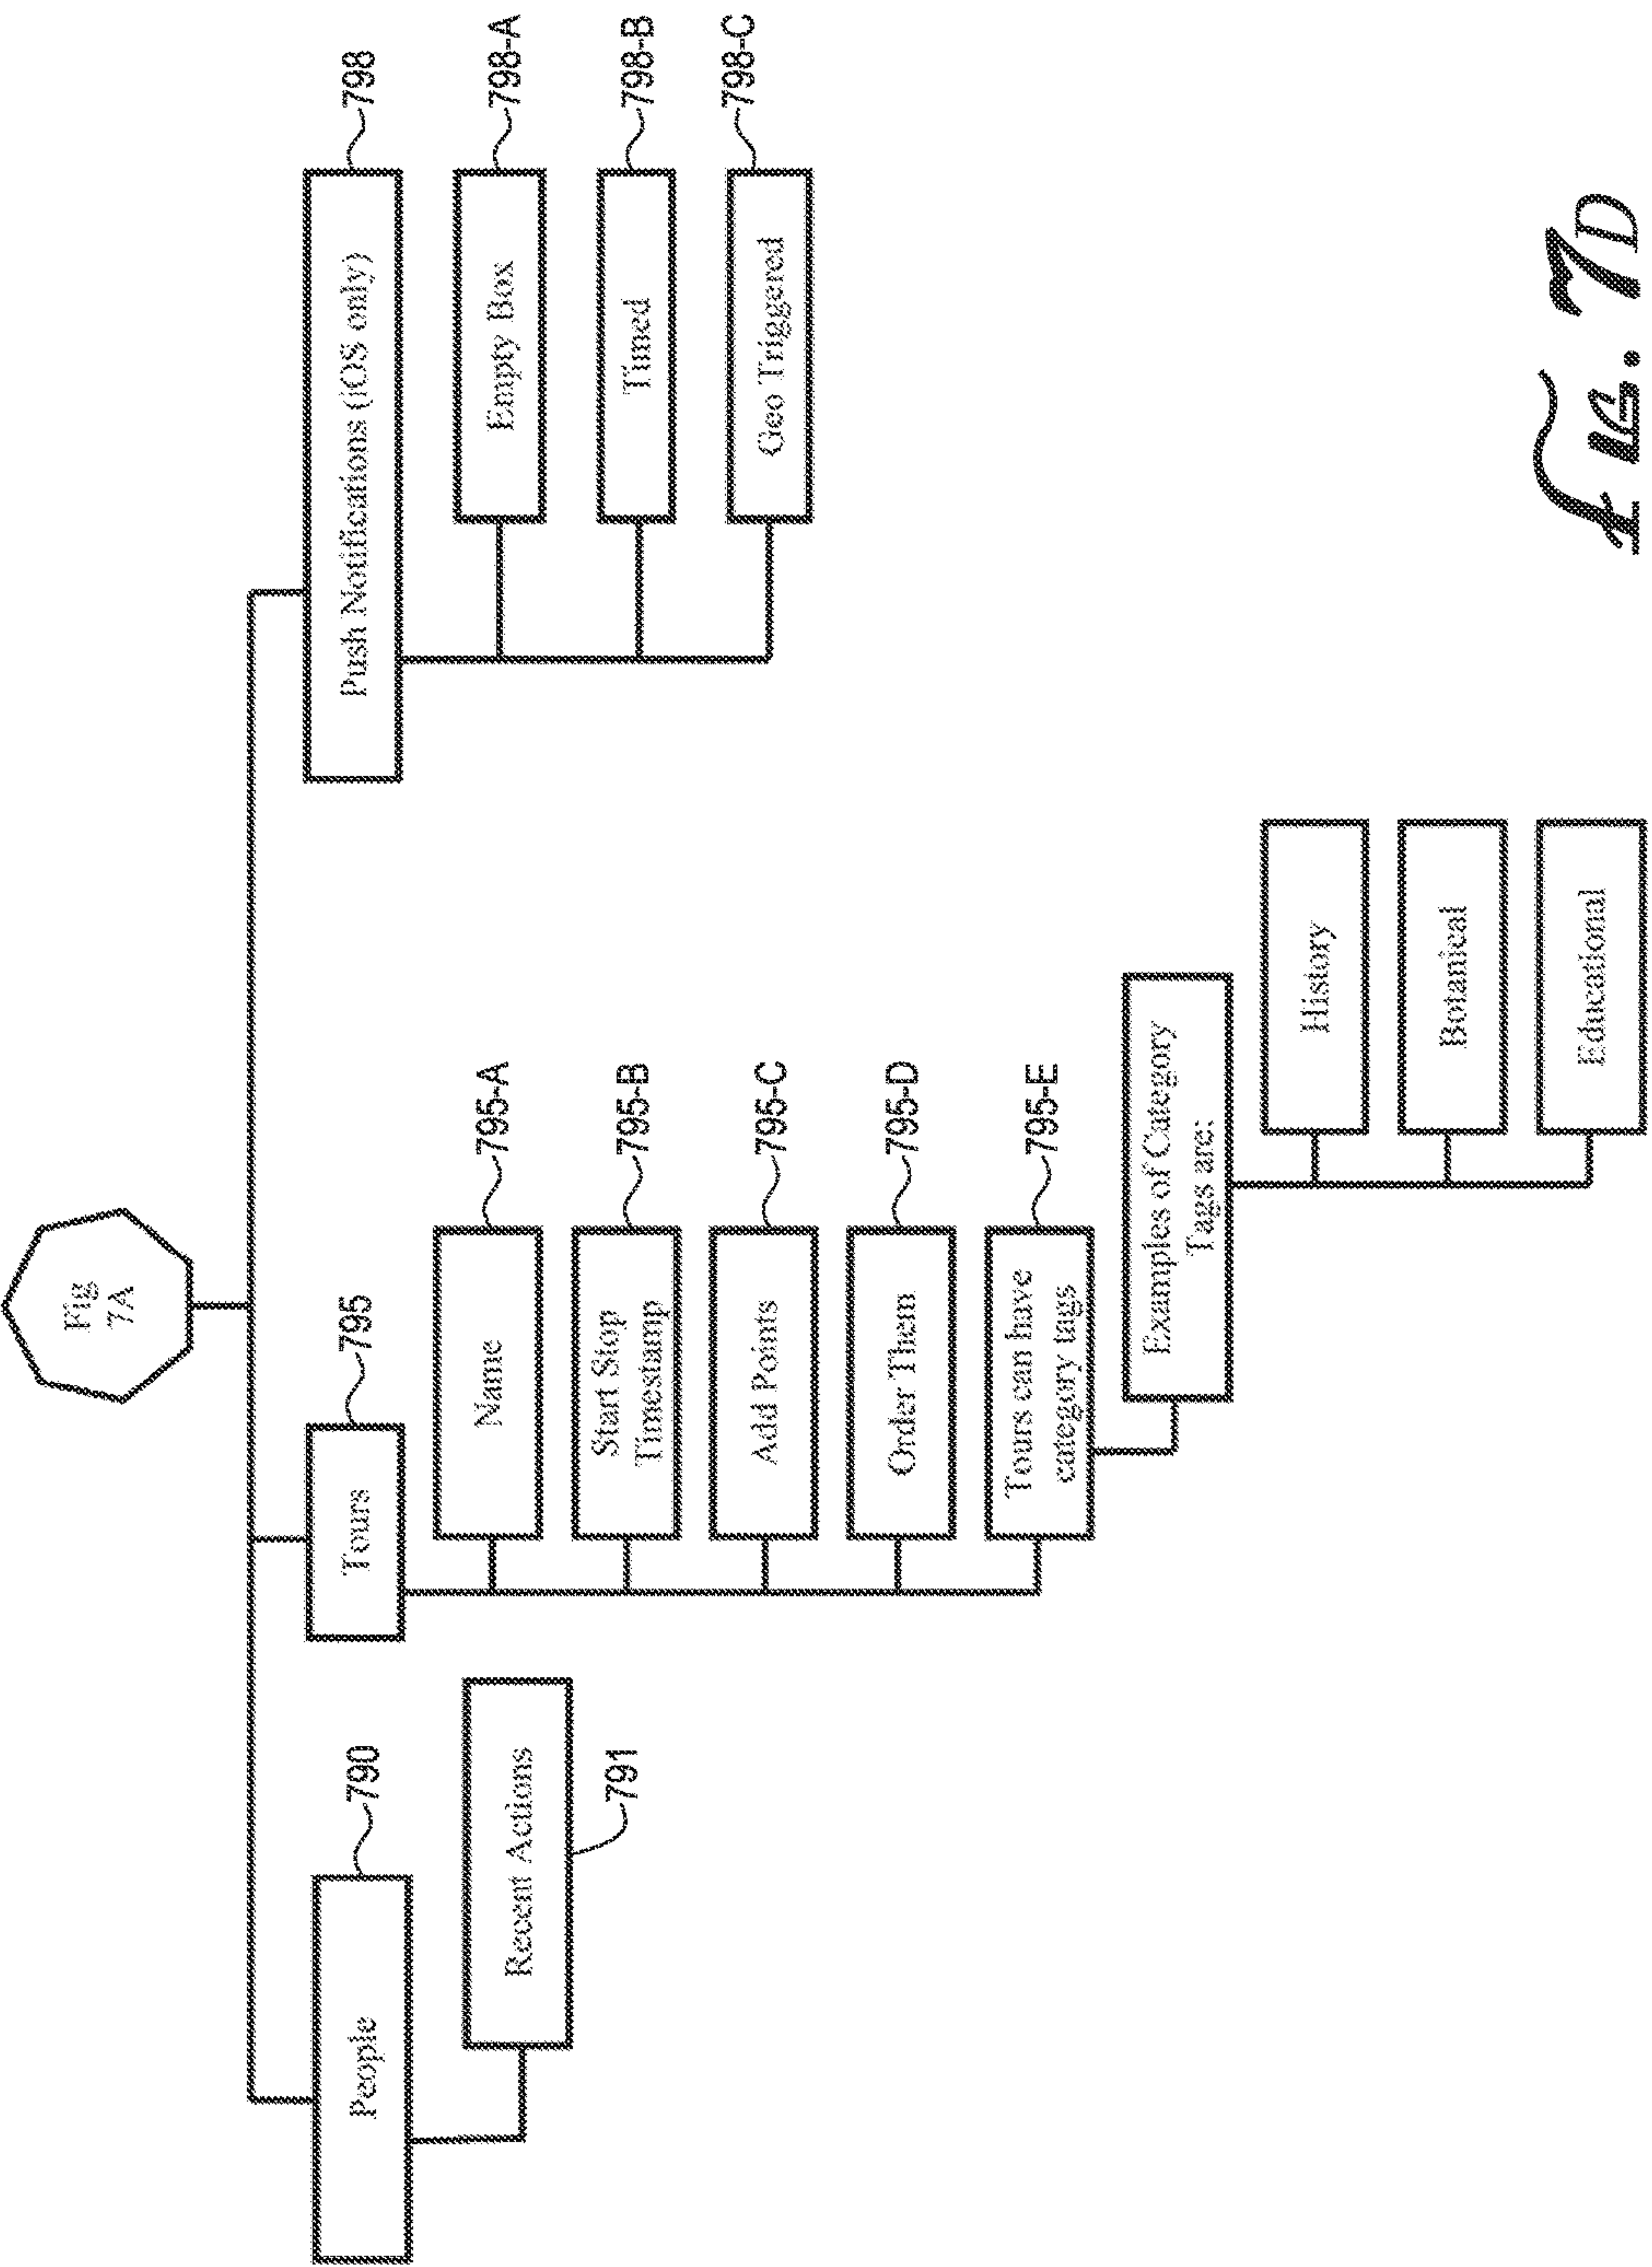 Fig
7A
People
790
Recent Actions
791
Tours
795
Name
795-A
Start Stop
Timestamp
795-B
Add Points
795-C
Order Them
795-D
Tours can have
category tags
795-E
Examples of Category
Tags are:
History
Botanical
Educational
Push Notifications (iOS only)
798
Empty Box
798-A
Timed
798-B
Geo Triggered
798-C
FIG. 7D